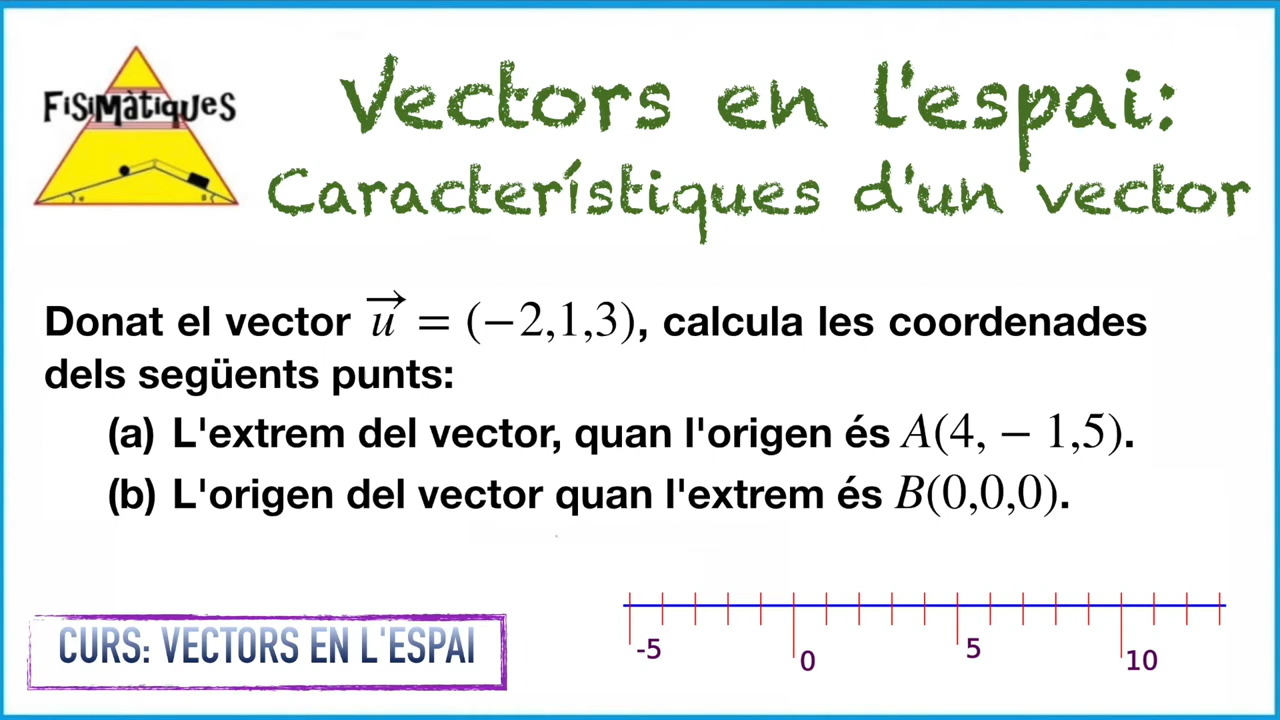 FISIMàTIQUES
Vectors en l'espai:
Característiques d'un vector
Donat el vector \(\overrightarrow{u} = (-2,1,3)\), calcula les coordenades
dels següents punts:
(a) L'extrem del vector, quan l'origen és A(4, − 1,5).
(b) L'origen del vector quan l'extrem és B(0,0,0).
CURS: VECTORS EN L'ESPAI
-5 0 5 10